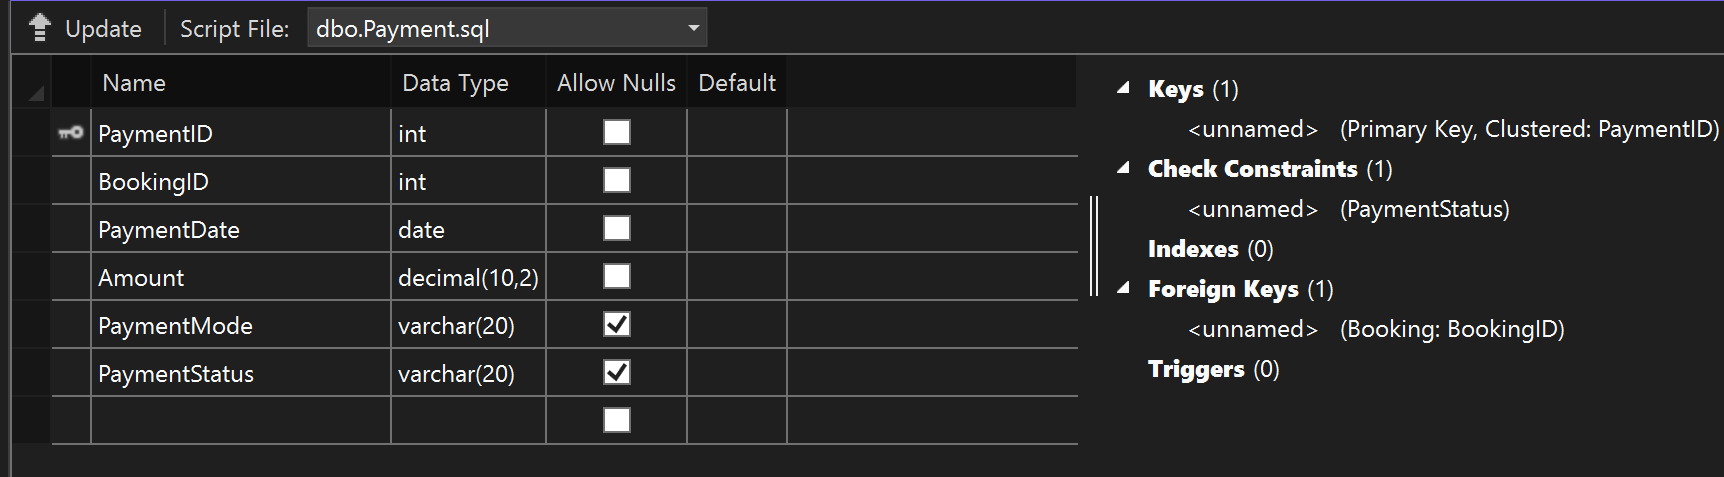 Update Script File: dbo.Payment.sql
Name Data Type Allow Nulls Default
PaymentID int
BookingID int
PaymentDate date
Amount decimal(10,2)
PaymentMode varchar(20)
PaymentStatus varchar(20)
Keys (1)
<unnamed> (Primary Key, Clustered: PaymentID)
Check Constraints (1)
<unnamed> (PaymentStatus)
Indexes (0)
Foreign Keys (1)
<unnamed> (Booking: BookingID)
Triggers (0)